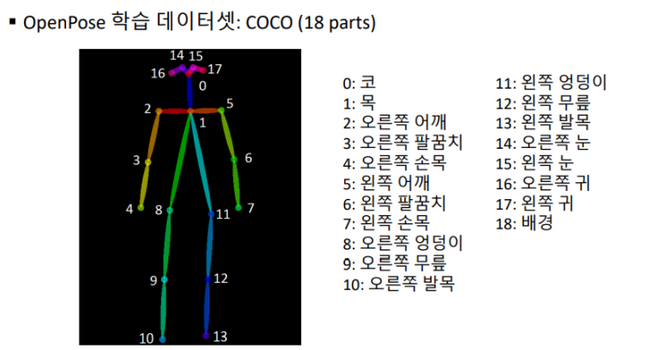 ▪ OpenPose 학습 데이터셋: COCO (18 parts)
14 15
16 17
0
2 5
1
3 6
4 8 7
11
9 12
10 13
0: 코
1: 목
2: 오른쪽 어깨
3: 오른쪽 팔꿈치
4: 오른쪽 손목
5: 왼쪽 어깨
6: 왼쪽 팔꿈치
7: 왼쪽 손목
8: 오른쪽 엉덩이
9: 오른쪽 무릎
10: 오른쪽 발목
11: 왼쪽 엉덩이
12: 왼쪽 무릎
13: 왼쪽 발목
14: 오른쪽 눈
15: 왼쪽 눈
16: 오른쪽 귀
17: 왼쪽 귀
18: 배경